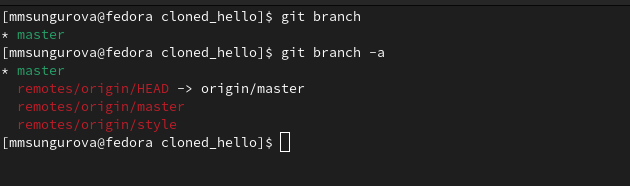 [mmsungurova@fedora cloned_hello]$ git branch
* master
[mmsungurova@fedora cloned_hello]$ git branch -a
* master
  remotes/origin/HEAD -> origin/master
  remotes/origin/master
  remotes/origin/style
[mmsungurova@fedora cloned_hello]$